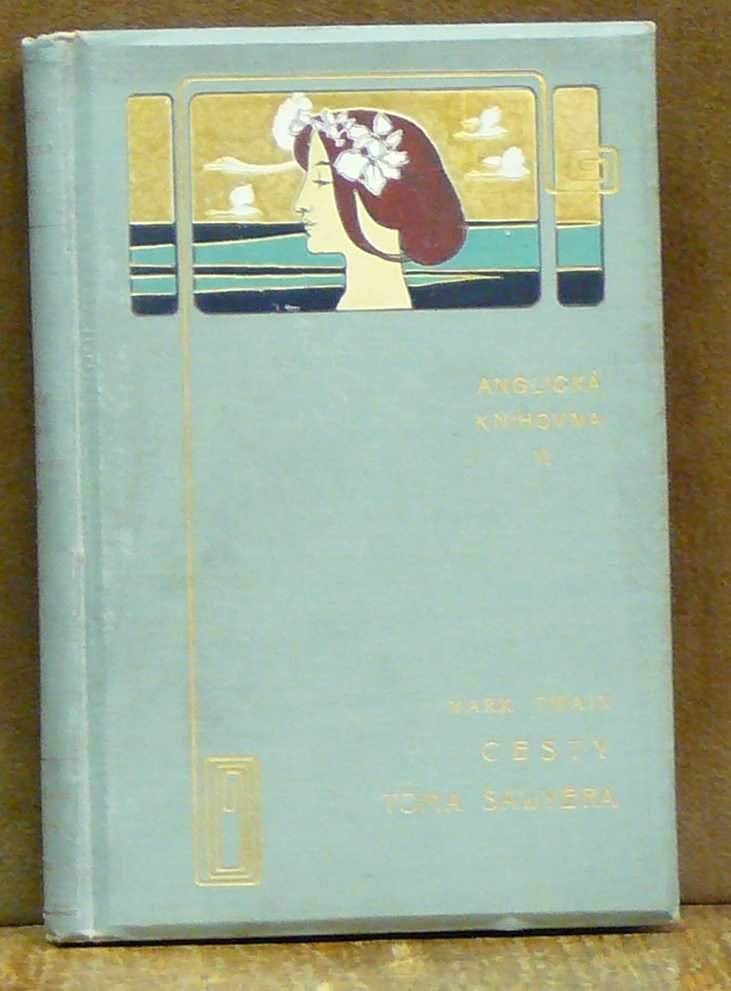 ANGLICKÁ
KNIHOVNA
MARK TWAIN
CESTY
TOMA SAWYERA